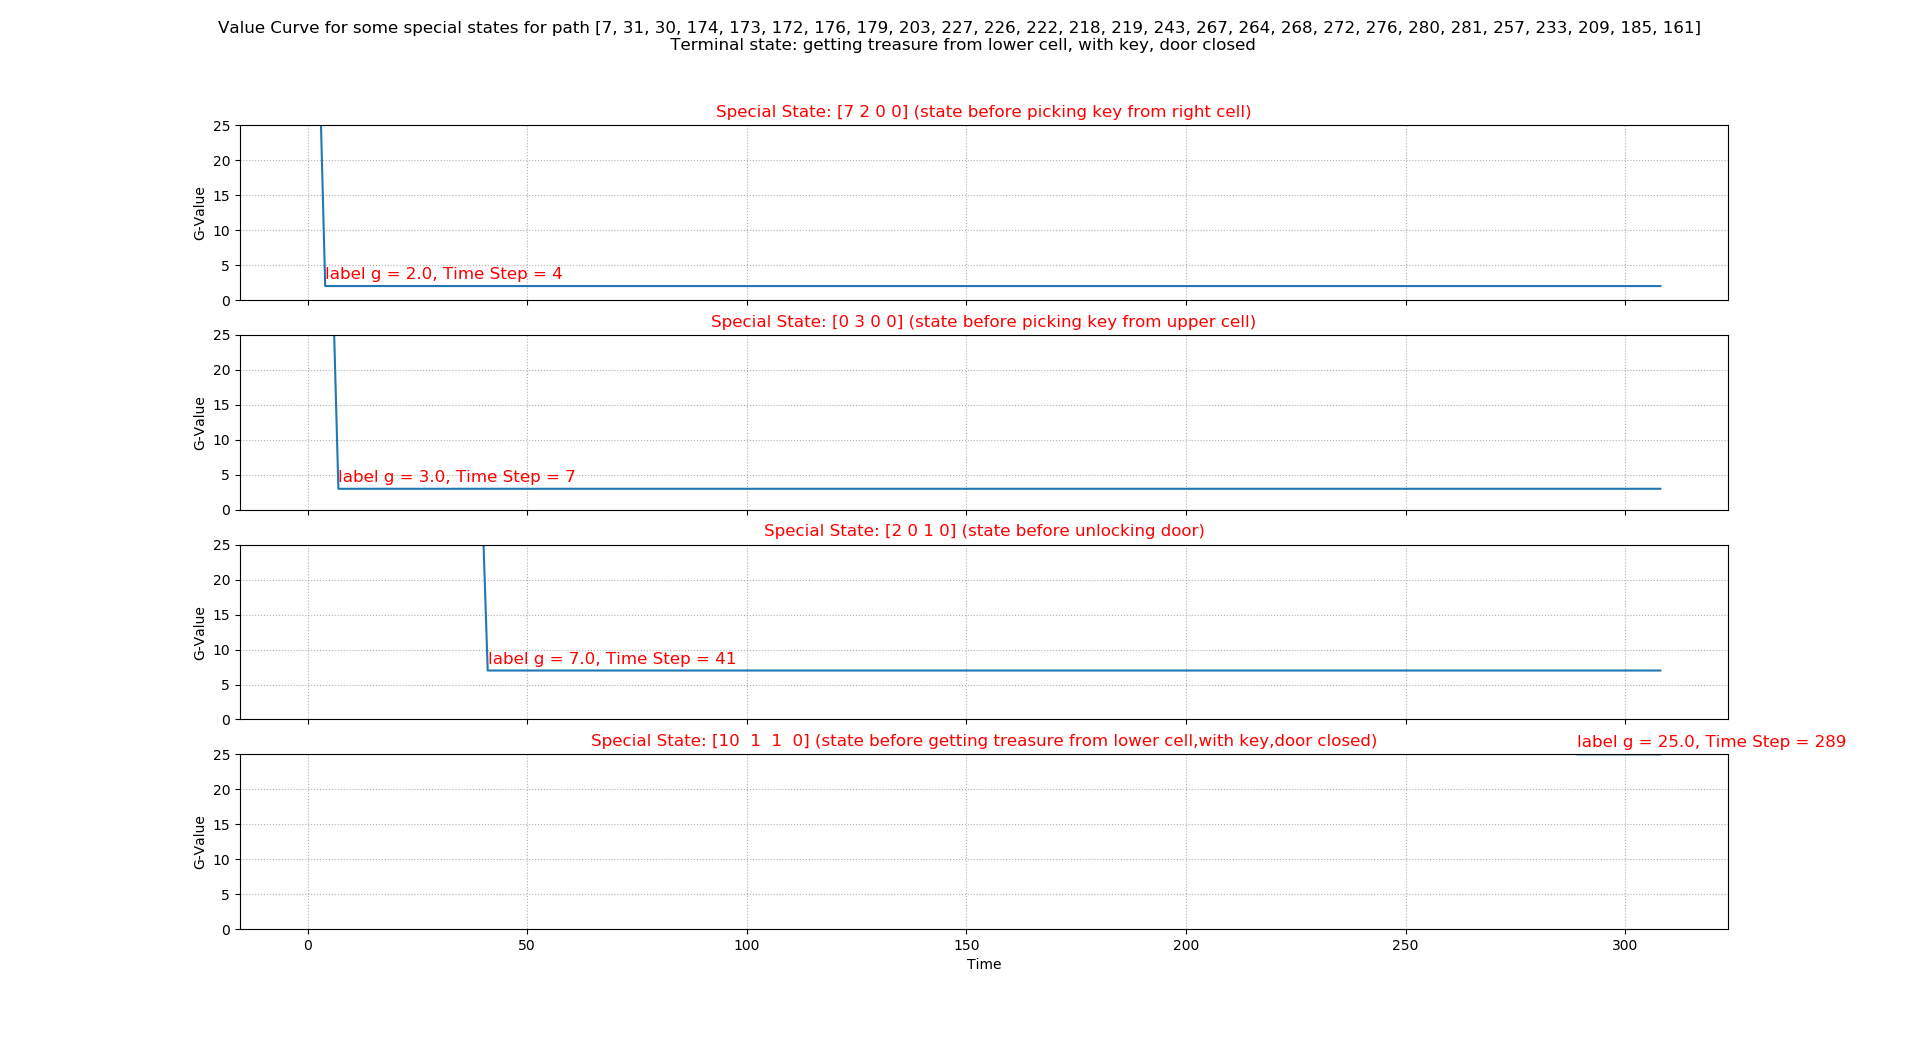 Value Curve for some special states for path [7, 31, 30, 174, 173, 172, 176, 179, 203, 227, 226, 222, 218, 219, 243, 267, 264, 268, 272, 276, 280, 281, 257, 233, 209, 185, 161]
Terminal state: getting treasure from lower cell, with key, door closed
Special State: [7 2 0 0] (state before picking key from right cell)
25
20
15
10
5
0
G-Value
label g = 2.0, Time Step = 4
Special State: [0 3 0 0] (state before picking key from upper cell)
25
20
15
10
5
0
G-Value
label g = 3.0, Time Step = 7
Special State: [2 0 1 0] (state before unlocking door)
25
20
15
10
5
0
G-Value
label g = 7.0, Time Step = 41
Special State: [10  1  1  0] (state before getting treasure from lower cell,with key,door closed)
label g = 25.0, Time Step = 289
25
20
15
10
5
0
G-Value
0 50 100 150 200 250 300
Time